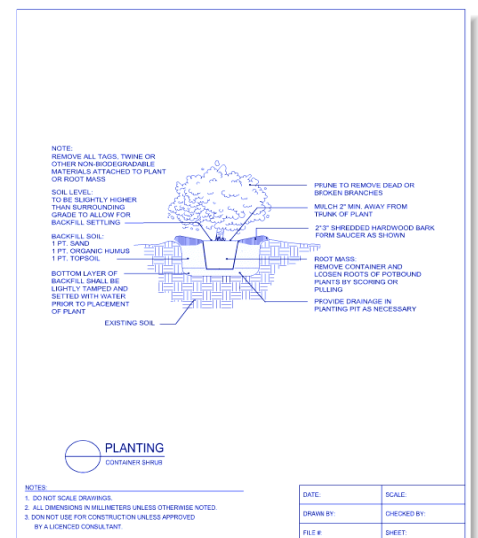 NOTE:
REMOVE ALL TAGS, TWINE OR
OTHER NON-BIODEGRADABLE
MATERIALS ATTACHED TO PLANT
OR ROOT MASS
SOIL LEVEL:
TO BE SLIGHTLY HIGHER
THAN SURROUNDING
GRADE TO ALLOW FOR
BACKFILL SETTLING
BACKFILL SOIL:
1 PT. SAND
1 PT. ORGANIC HUMUS
1 PT. TOPSOIL
BOTTOM LAYER OF
BACKFILL SHALL BE
LIGHTLY TAMPED AND
SETTED WITH WATER
PRIOR TO PLACEMENT
OF PLANT
EXISTING SOIL
PRUNE TO REMOVE DEAD OR
BROKEN BRANCHES
MULCH 2" MIN. AWAY FROM
TRUNK OF PLANT
2"3" SHREDDED HARDWOOD BARK
FORM SAUCER AS SHOWN
ROOT MASS:
REMOVE CONTAINER AND
LOOSEN ROOTS OF POTBOUND
PLANTS BY SCORING OR
PULLING
PROVIDE DRAINAGE IN
PLANTING PIT AS NECESSARY
PLANTING
CONTAINER SHRUB
NOTES:
1. DO NOT SCALE DRAWINGS.
2. ALL DIMENSIONS IN MILLIMETERS UNLESS OTHERWISE NOTED.
3. DON NOT USE FOR CONSTRUCTION UNLESS APPROVED
BY A LICENCED CONSULTANT.
DATE: SCALE:
DRAWN BY: CHECKED BY:
FILE #: SHEET: